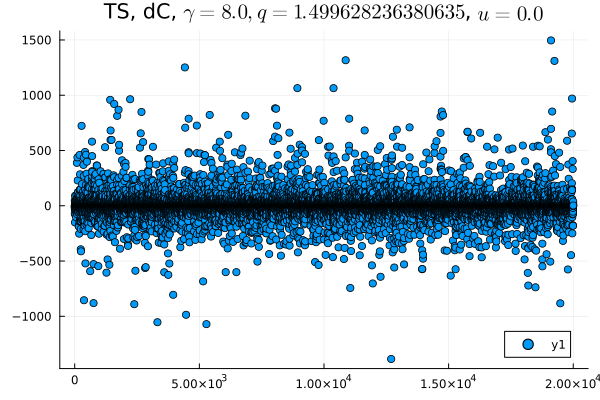 TS, dC, γ = 8.0, q = 1.499628236380635, u = 0.0
1500
1000
500
0
−500
−1000
0 5.00×10³ 1.00×10⁴ 1.50×10⁴ 2.00×10⁴
y1